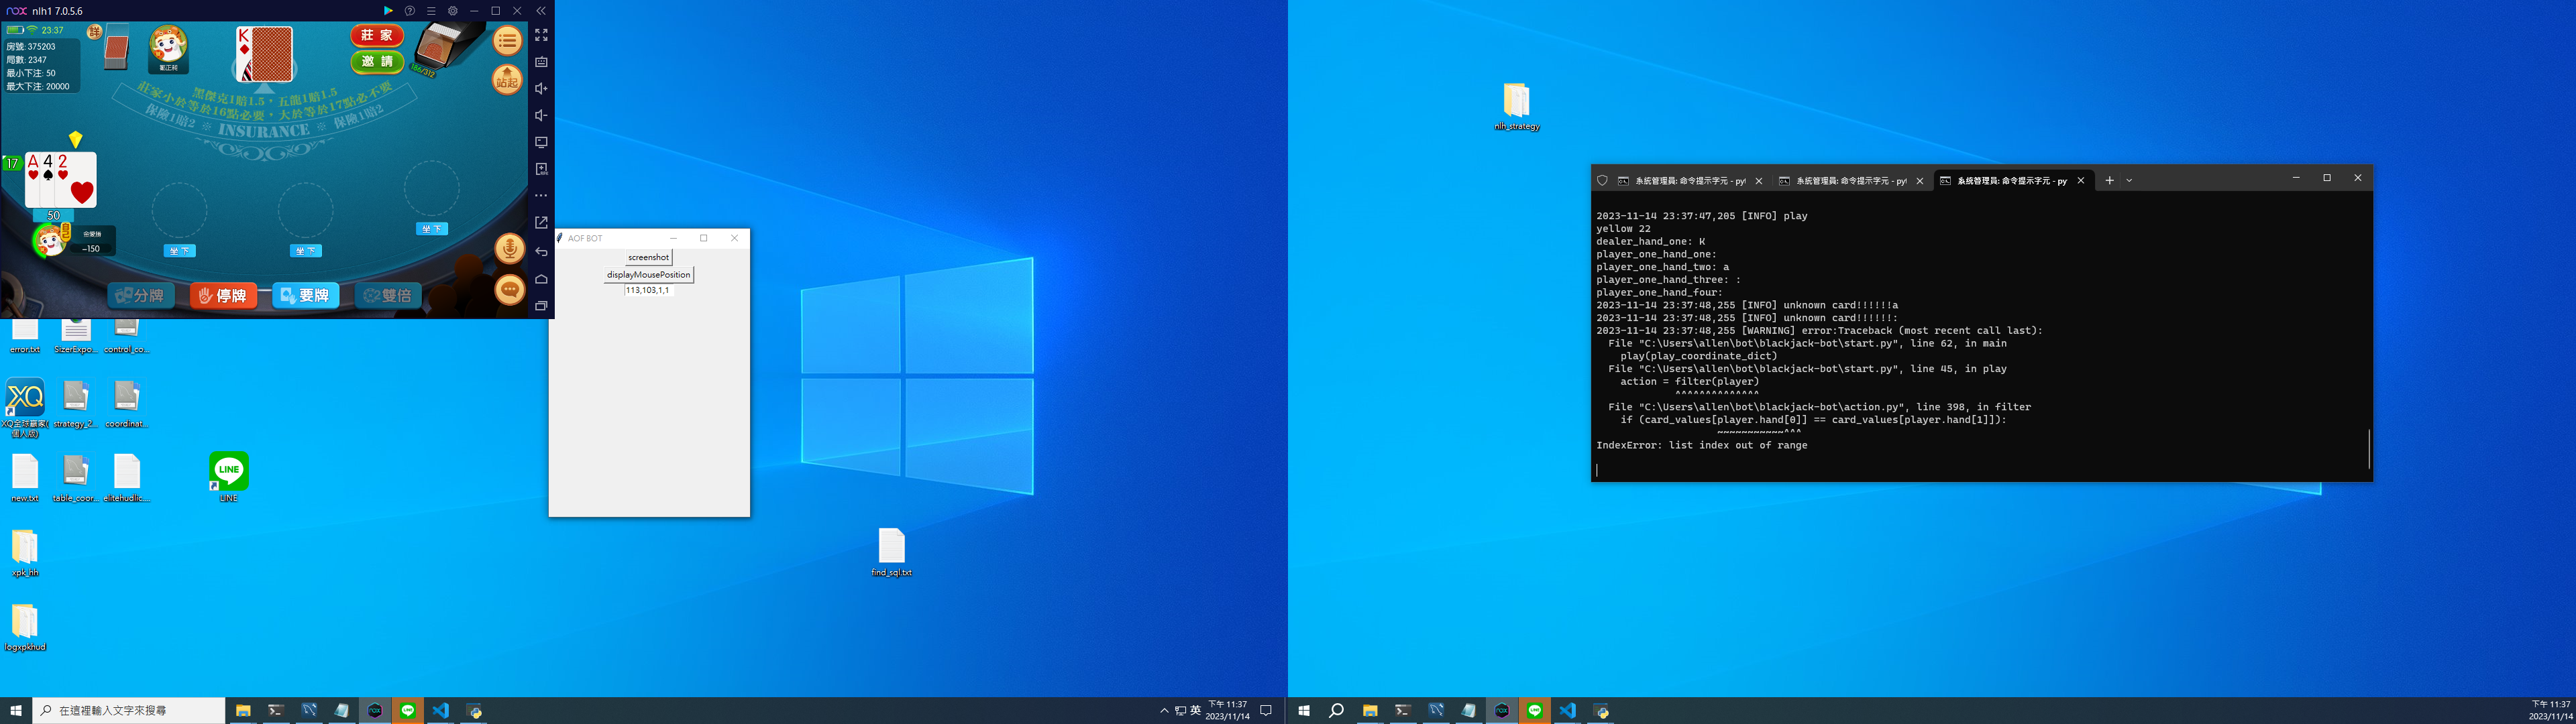 nox nlh1 7.0.5.6
23:37
房號: 375203
局數: 2347
最小下注: 50
最大下注: 20000
K
莊 家
邀 請
186/312
站起
黑傑克1賠1.5，五龍1賠1.5
莊家小於等於16點必要，大於等於17點必不要
保險1賠2 ※ INSURANCE ※ 保險1賠2
17
A 4 2
50
自己
-150
坐下
坐下
坐下
分牌
停牌
要牌
雙倍
error.txt
SizerExpo...
control_co...
XQ全球贏家(
個人版)
strategy_2...
coordinat...
new.txt
table_coor...
elitehudlic....
LINE
LINE
xpk_hh
logxpkhud
AOF BOT
screenshot
displayMousePosition
113,103,1,1
find_sql.txt
在這裡輸入文字來搜尋
英
下午 11:37
2023/11/14
nlh_strategy
系統管理員: 命令提示字元 - pyt
系統管理員: 命令提示字元 - pyt
系統管理員: 命令提示字元 - py
2023-11-14 23:37:47,205 [INFO] play
yellow 22
dealer_hand_one: K
player_one_hand_one:
player_one_hand_two: a
player_one_hand_three: :
player_one_hand_four:
2023-11-14 23:37:48,255 [INFO] unknown card!!!!!!a
2023-11-14 23:37:48,255 [INFO] unknown card!!!!!!:
2023-11-14 23:37:48,255 [WARNING] error:Traceback (most recent call last):
File "C:\Users\allen\bot\blackjack-bot\start.py", line 62, in main
play(play_coordinate_dict)
File "C:\Users\allen\bot\blackjack-bot\start.py", line 45, in play
action = filter(player)
^^^^^^^^^^^^^^
File "C:\Users\allen\bot\blackjack-bot\action.py", line 398, in filter
if (card_values[player.hand[0]] == card_values[player.hand[1]]):
~~~~~~~~~~~^^^
IndexError: list index out of range
下午 11:37
2023/11/14